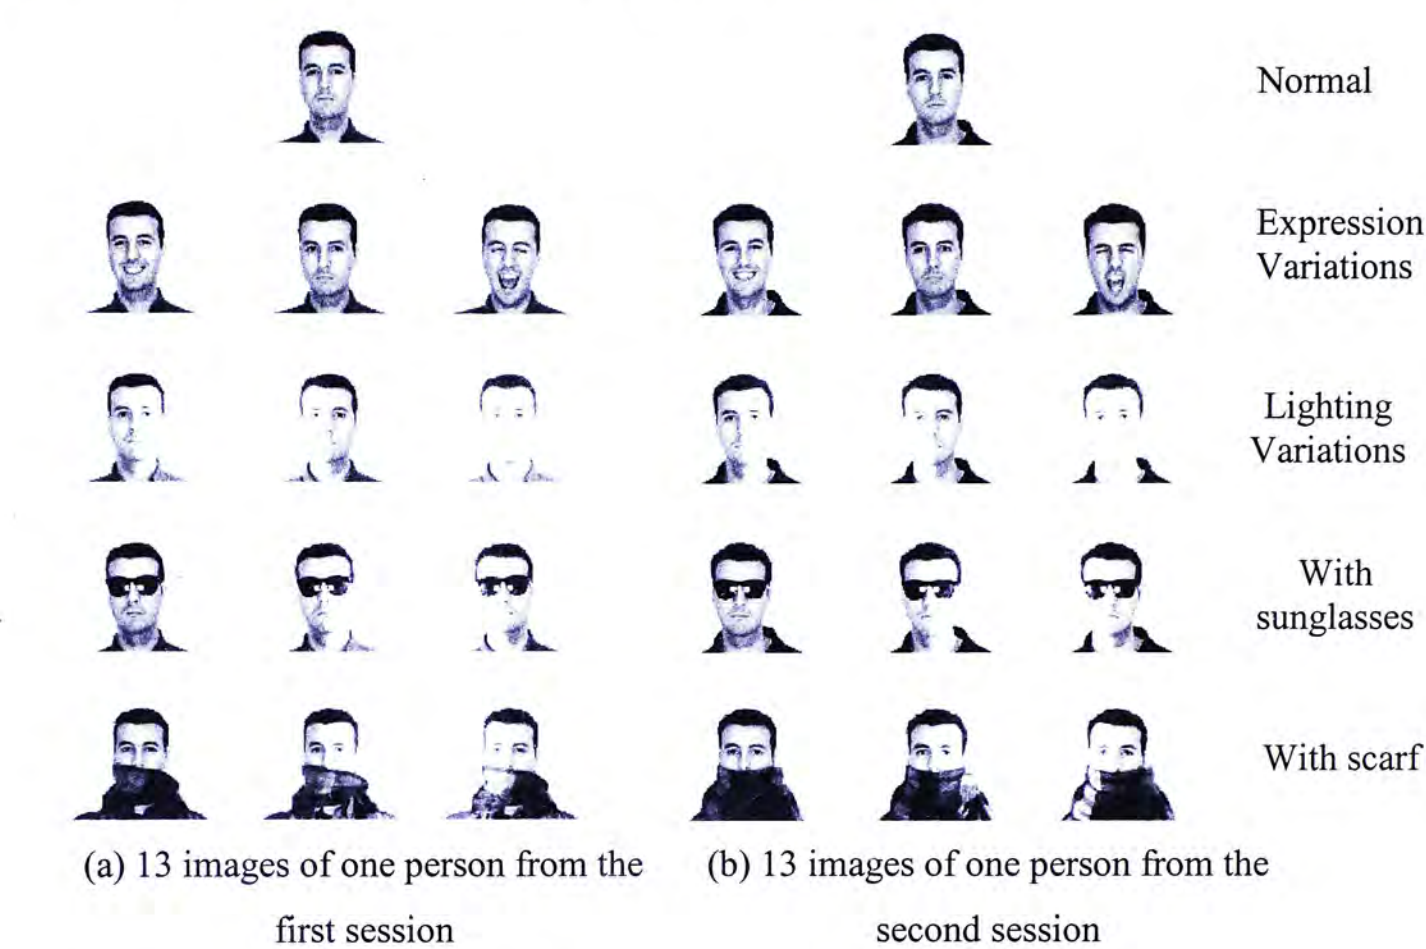 Normal
Expression
Variations
Lighting
Variations
With
sunglasses
With scarf
(a) 13 images of one person from the
first session
(b) 13 images of one person from the
second session